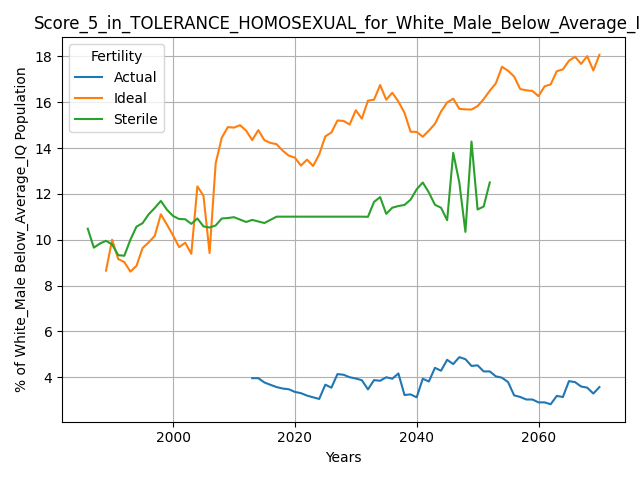 Score_5_in_TOLERANCE_HOMOSEXUAL_for_White_Male_Below_Average_I
Fertility
Actual
Ideal
Sterile
% of White_Male Below_Average_IQ Population
18
16
14
12
10
8
6
4
2000
2020
2040
2060
Years